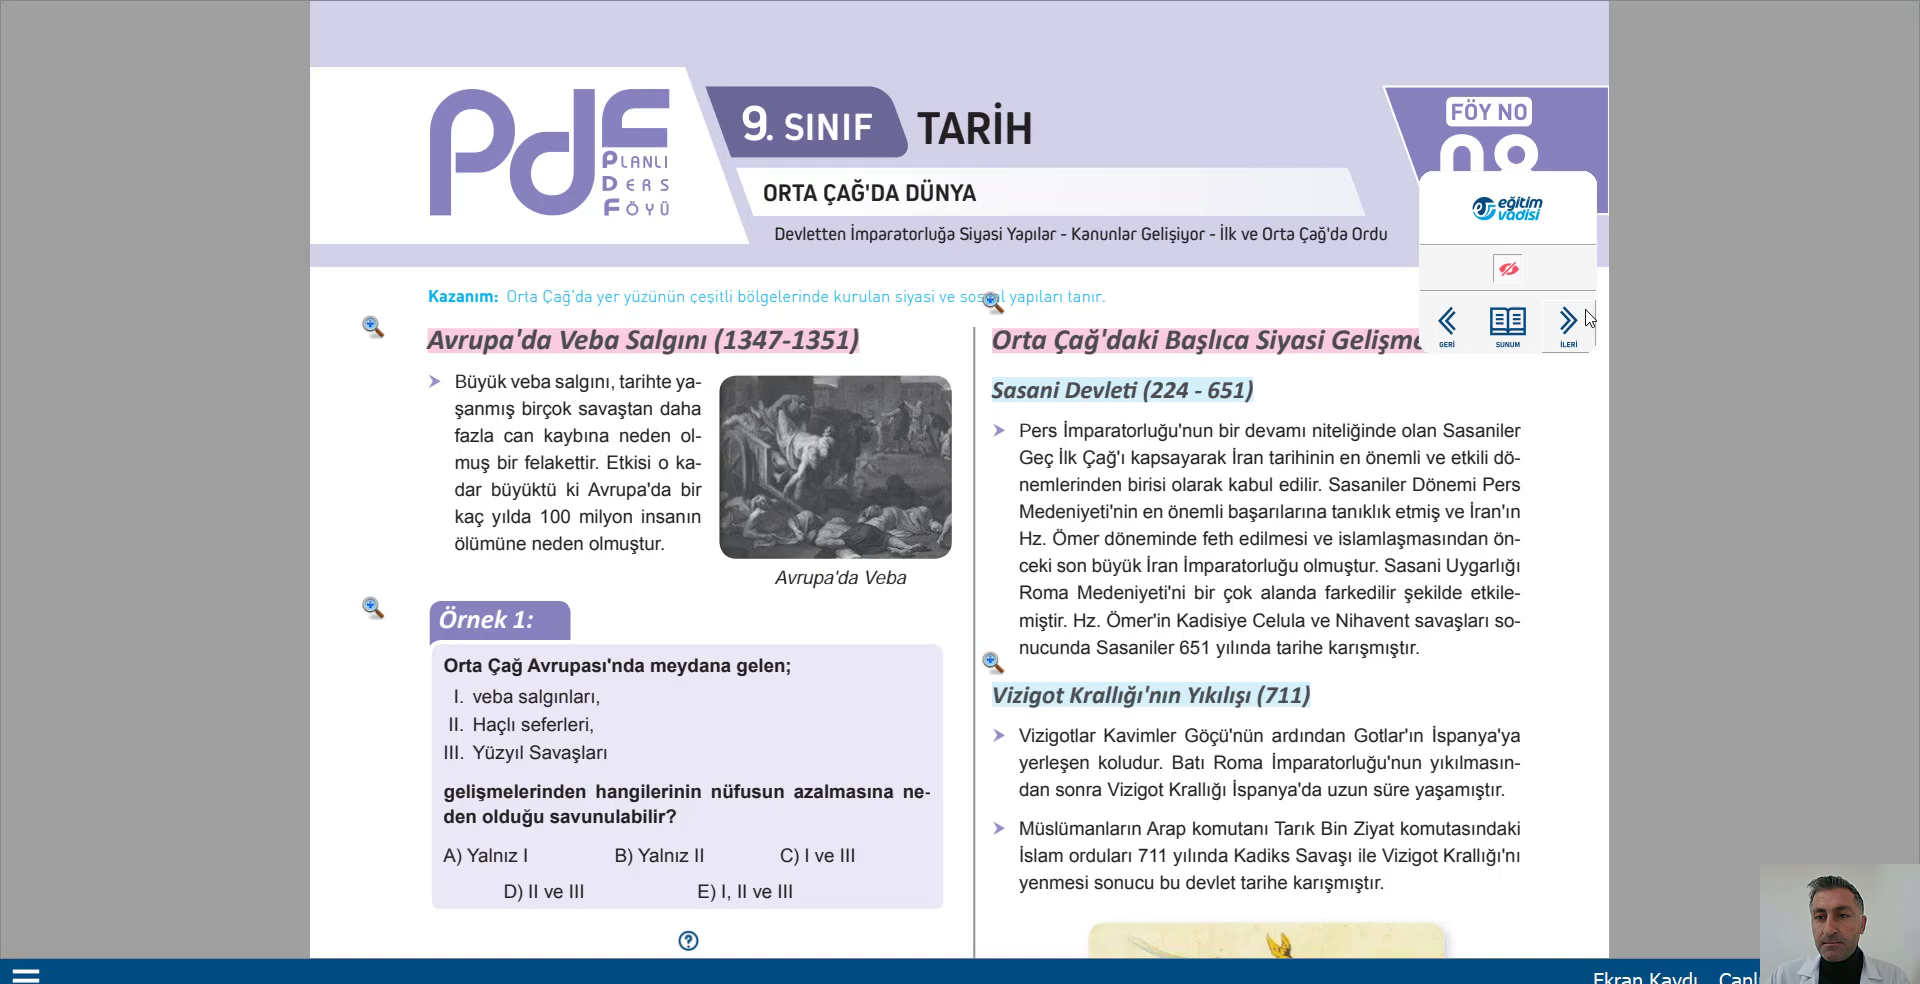 Pdf
PLANLI
DERS
FÖYÜ
9. SINIF TARİH
ORTA ÇAĞ'DA DÜNYA
Devletten İmparatorluğa Siyasi Yapılar - Kanunlar Gelişiyor - İlk ve Orta Çağ'da Ordu
FÖY NO
08
eğitim
vadisi
GERİ SUNUM İLERİ
Kazanım: Orta Çağ'da yer yüzünün çeşitli bölgelerinde kurulan siyasi ve sosyal yapıları tanır.
Avrupa'da Veba Salgını (1347-1351)
Büyük veba salgını, tarihte ya-
şanmış birçok savaştan daha
fazla can kaybına neden ol-
muş bir felakettir. Etkisi o ka-
dar büyüktü ki Avrupa'da bir
kaç yılda 100 milyon insanın
ölümüne neden olmuştur.
Avrupa'da Veba
Örnek 1:
Orta Çağ Avrupası'nda meydana gelen;
I. veba salgınları,
II. Haçlı seferleri,
III. Yüzyıl Savaşları
gelişmelerinden hangilerinin nüfusun azalmasına ne-
den olduğu savunulabilir?
A) Yalnız I B) Yalnız II C) I ve III
D) II ve III E) I, II ve III
Orta Çağ'daki Başlıca Siyasi Gelişme
Sasani Devleti (224 - 651)
Pers İmparatorluğu'nun bir devamı niteliğinde olan Sasaniler
Geç İlk Çağ'ı kapsayarak İran tarihinin en önemli ve etkili dö-
nemlerinden birisi olarak kabul edilir. Sasaniler Dönemi Pers
Medeniyeti'nin en önemli başarılarına tanıklık etmiş ve İran'ın
Hz. Ömer döneminde feth edilmesi ve islamlaşmasından ön-
ceki son büyük İran İmparatorluğu olmuştur. Sasani Uygarlığı
Roma Medeniyeti'ni bir çok alanda farkedilir şekilde etkile-
miştir. Hz. Ömer'in Kadisiye Celula ve Nihavent savaşları so-
nucunda Sasaniler 651 yılında tarihe karışmıştır.
Vizigot Krallığı'nın Yıkılışı (711)
Vizigotlar Kavimler Göçü'nün ardından Gotlar'ın İspanya'ya
yerleşen koludur. Batı Roma İmparatorluğu'nun yıkılmasın-
dan sonra Vizigot Krallığı İspanya'da uzun süre yaşamıştır.
Müslümanların Arap komutanı Tarık Bin Ziyat komutasındaki
İslam orduları 711 yılında Kadiks Savaşı ile Vizigot Krallığı'nı
yenmesi sonucu bu devlet tarihe karışmıştır.
Ekran Kaydı